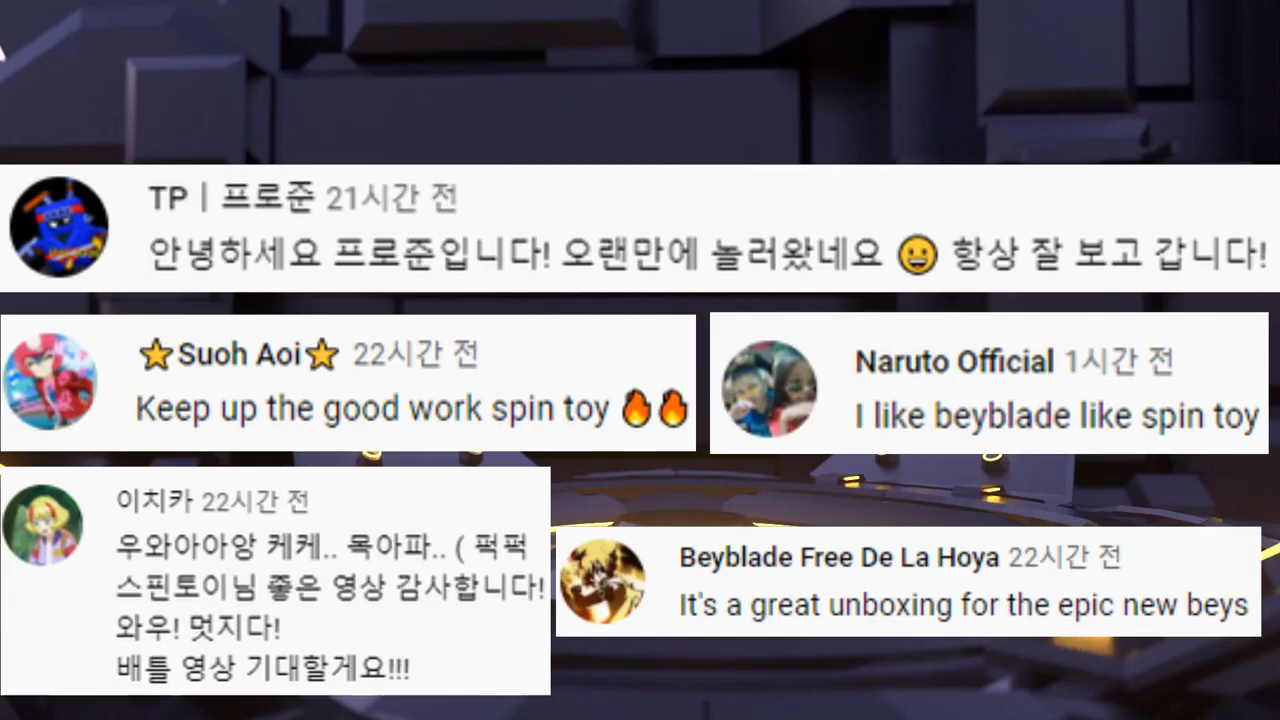 TP | 프로준 21시간 전
안녕하세요 프로준입니다! 오랜만에 놀러왔네요 😀 항상 잘 보고 갑니다!
⭐Suoh Aoi⭐ 22시간 전
Keep up the good work spin toy 🔥🔥
Naruto Official 1시간 전
I like beyblade like spin toy
이치카 22시간 전
우와아아앙 케케.. 목아파.. ( 퍽퍽
스핀토이님 좋은 영상 감사합니다!
와우! 멋지다!
배틀 영상 기대할게요!!!
Beyblade Free De La Hoya 22시간 전
It's a great unboxing for the epic new beys